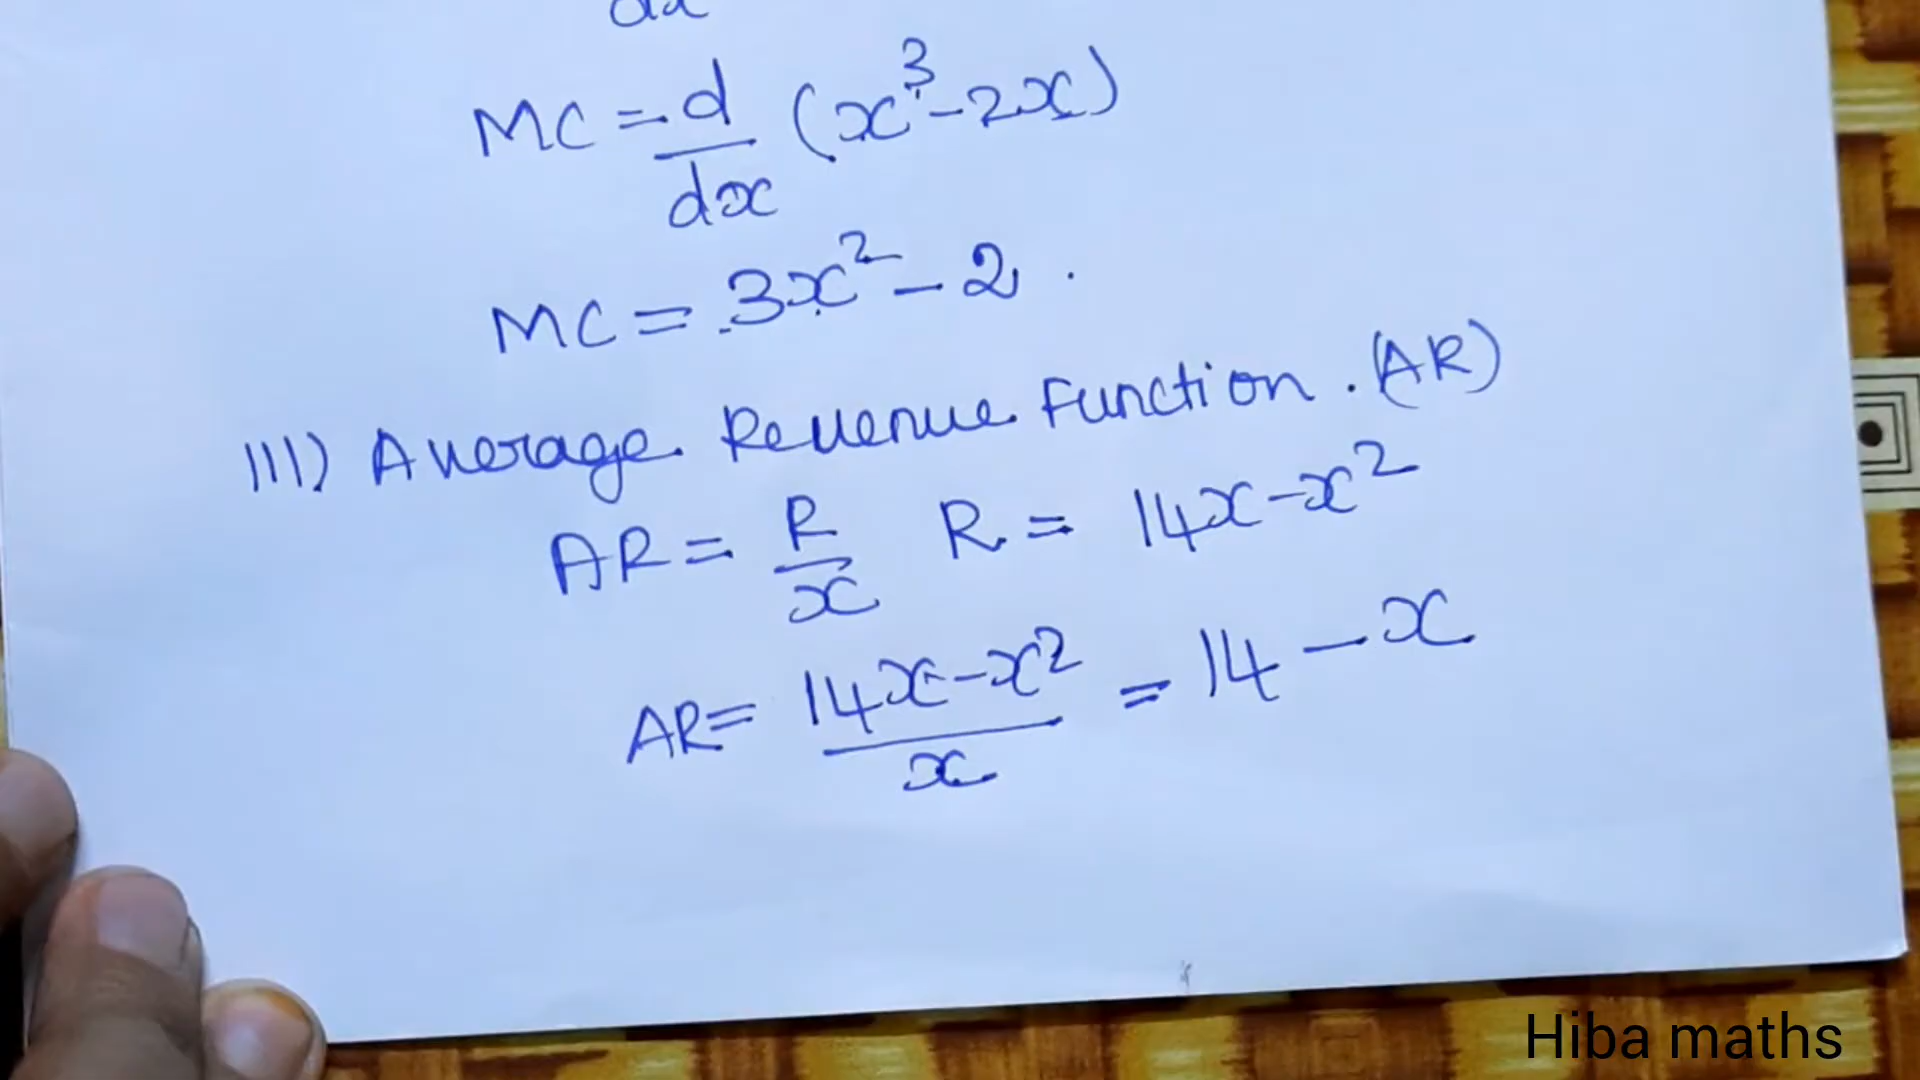 MC = d/dx (x³-2x)
MC = 3x² - 2.
III) Average Revenue Function. (AR)
AR = R/x  R = 14x-x²
AR = 14x-x²/x = 14 - x
Hiba maths